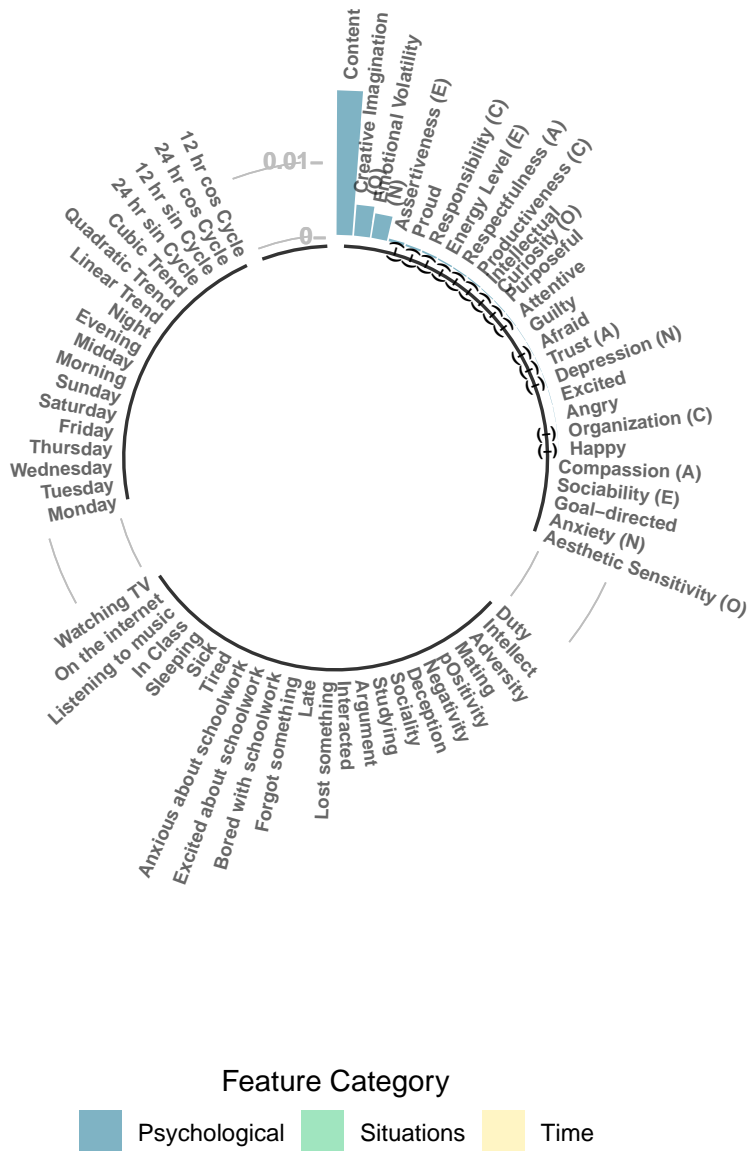 Content
Creative Imagination
(O)
Emotional Volatility
(N)
Assertiveness (E)
Proud
Responsibility (C)
Energy Level (E)
Respectfulness (A)
Productiveness (C)
Intellectual
Curiosity (O)
Purposeful
Attentive
Guilty
Afraid
Trust (A)
Depression (N)
Excited
Angry
Organization (C)
Happy
Compassion (A)
Sociability (E)
Goal–directed
Anxiety (N)
Aesthetic Sensitivity (O)
Duty
Intellect
Adversity
Mating
pOsitivity
Negativity
Deception
Sociality
Studying
Argument
Interacted
Lost something
Late
Forgot something
Bored with schoolwork
Excited about schoolwork
Anxious about schoolwork
Tired
Sick
Sleeping
In Class
Listening to music
On the internet
Watching TV
Monday
Tuesday
Wednesday
Thursday
Friday
Saturday
Sunday
Morning
Midday
Evening
Night
Linear Trend
Quadratic Trend
Cubic Trend
24 hr sin Cycle
12 hr sin Cycle
24 hr cos Cycle
12 hr cos Cycle
0.01
0
(-)
(-)
(-)
(-)
(-)
(-)
(-)
(-)
(-)
(-)
(-)
(-)
(-)
(-)
Feature Category
Psychological
Situations
Time